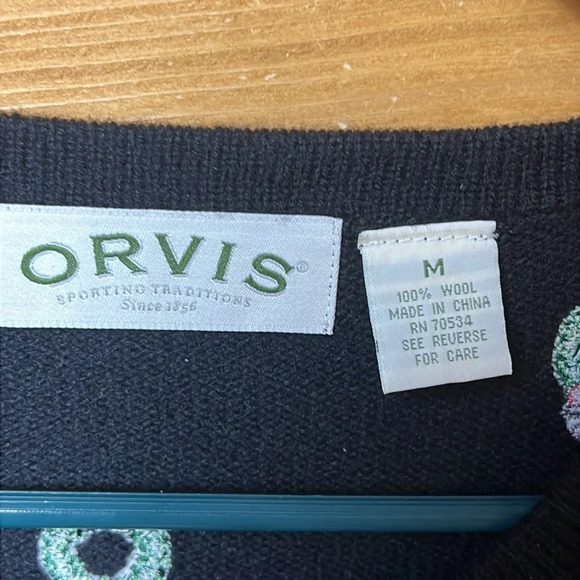 ORVIS®
SPORTING TRADITIONS
Since 1856
M
100% WOOL
MADE IN CHINA
RN 70534
SEE REVERSE
FOR CARE